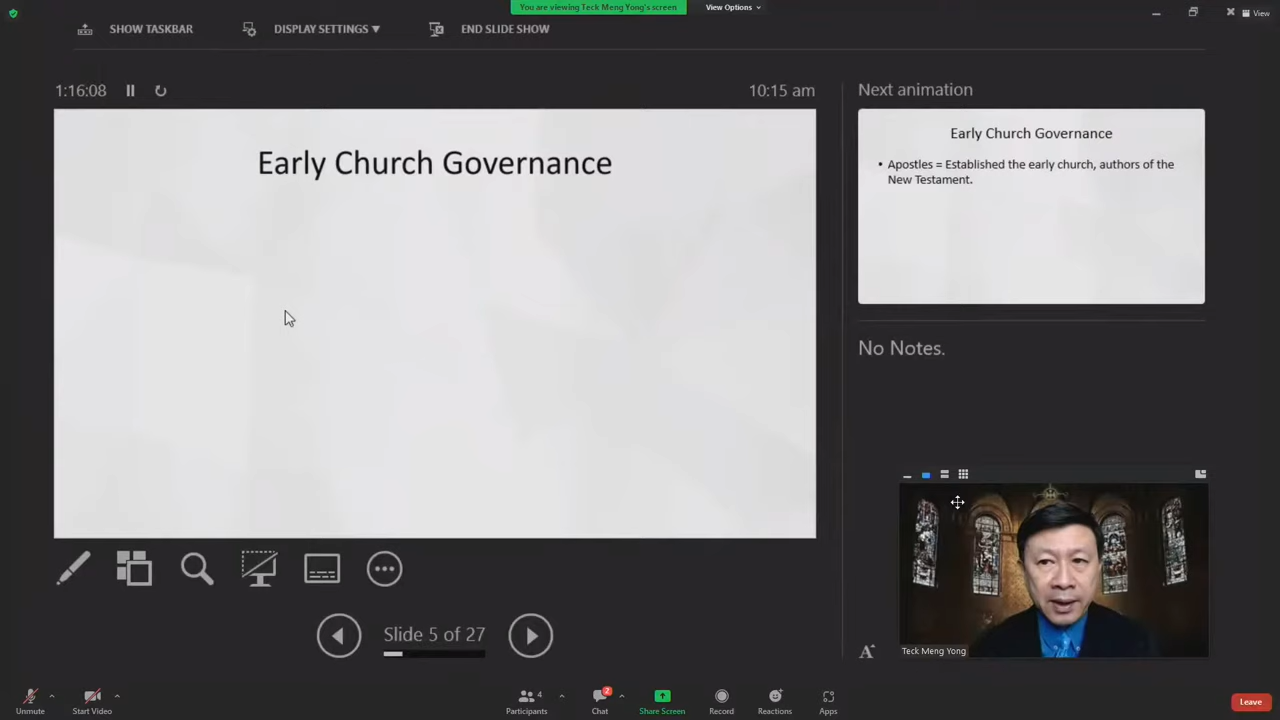 You are viewing Teck Meng Yong's screen
View Options
View
SHOW TASKBAR
DISPLAY SETTINGS
END SLIDE SHOW
1:16:08
10:15 am
Early Church Governance
Next animation
Early Church Governance
• Apostles = Established the early church, authors of the
New Testament.
No Notes.
Teck Meng Yong
Slide 5 of 27
A
Unmute
Start Video
4
Participants
2
Chat
Share Screen
Record
Reactions
Apps
Leave